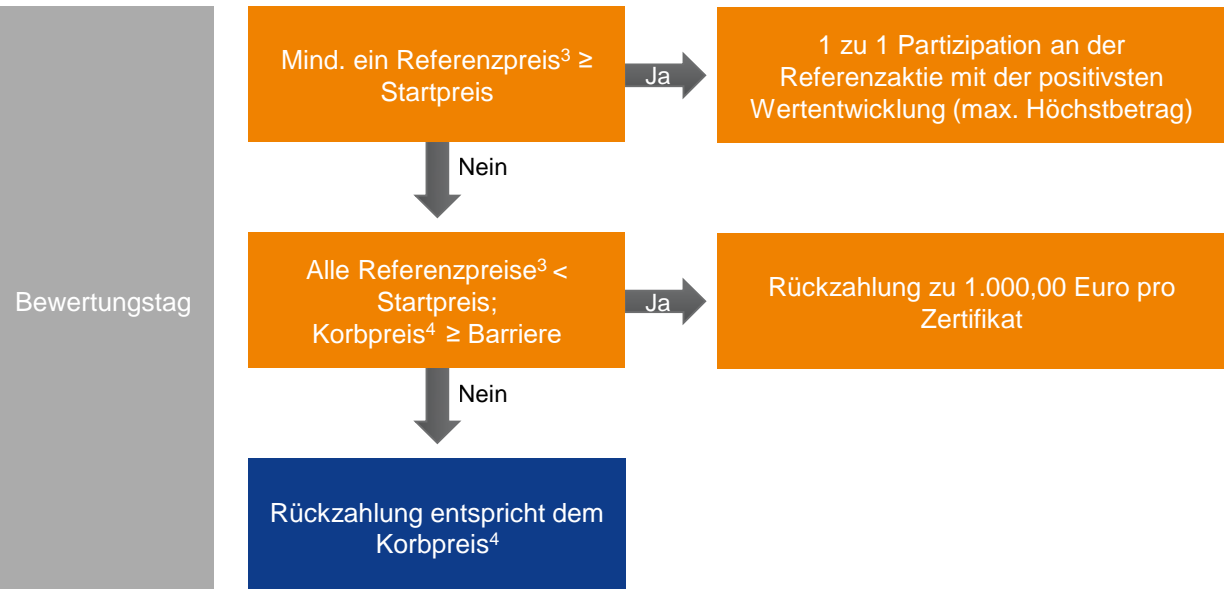 Bewertungstag
Mind. ein Referenzpreis³ ≥
Startpreis
Ja
1 zu 1 Partizipation an der
Referenzaktie mit der positivsten
Wertentwicklung (max. Höchstbetrag)
Nein
Alle Referenzpreise³ <
Startpreis;
Korbpreis⁴ ≥ Barriere
Ja
Rückzahlung zu 1.000,00 Euro pro
Zertifikat
Nein
Rückzahlung entspricht dem
Korbpreis⁴